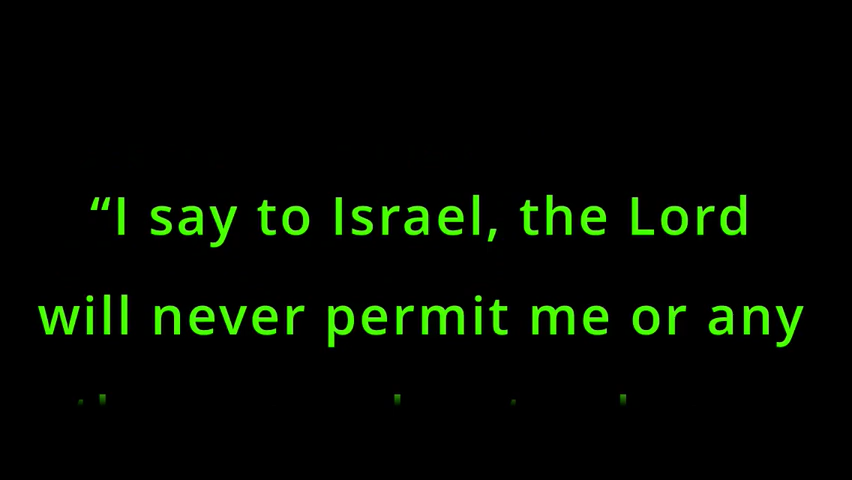 “I say to Israel, the Lord
will never permit me or any